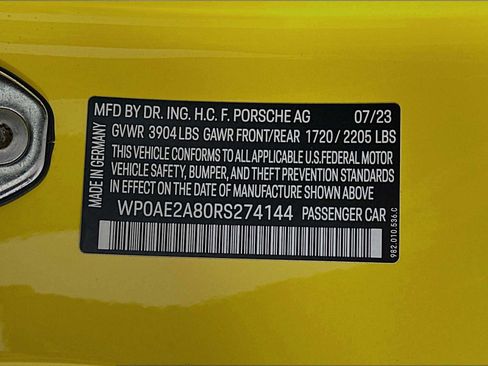 MADE IN GERMANY
MFD BY DR. ING. H.C. F. PORSCHE AG 07/23
GVWR 3904 LBS GAWR FRONT/REAR 1720 / 2205 LBS
THIS VEHICLE CONFORMS TO ALL APPLICABLE U.S.FEDERAL MOTOR
VEHICLE SAFETY, BUMPER, AND THEFT PREVENTION STANDARDS
IN EFFECT ON THE DATE OF MANUFACTURE SHOWN ABOVE
WP0AE2A80RS274144 PASSENGER CAR
982.010.536.C